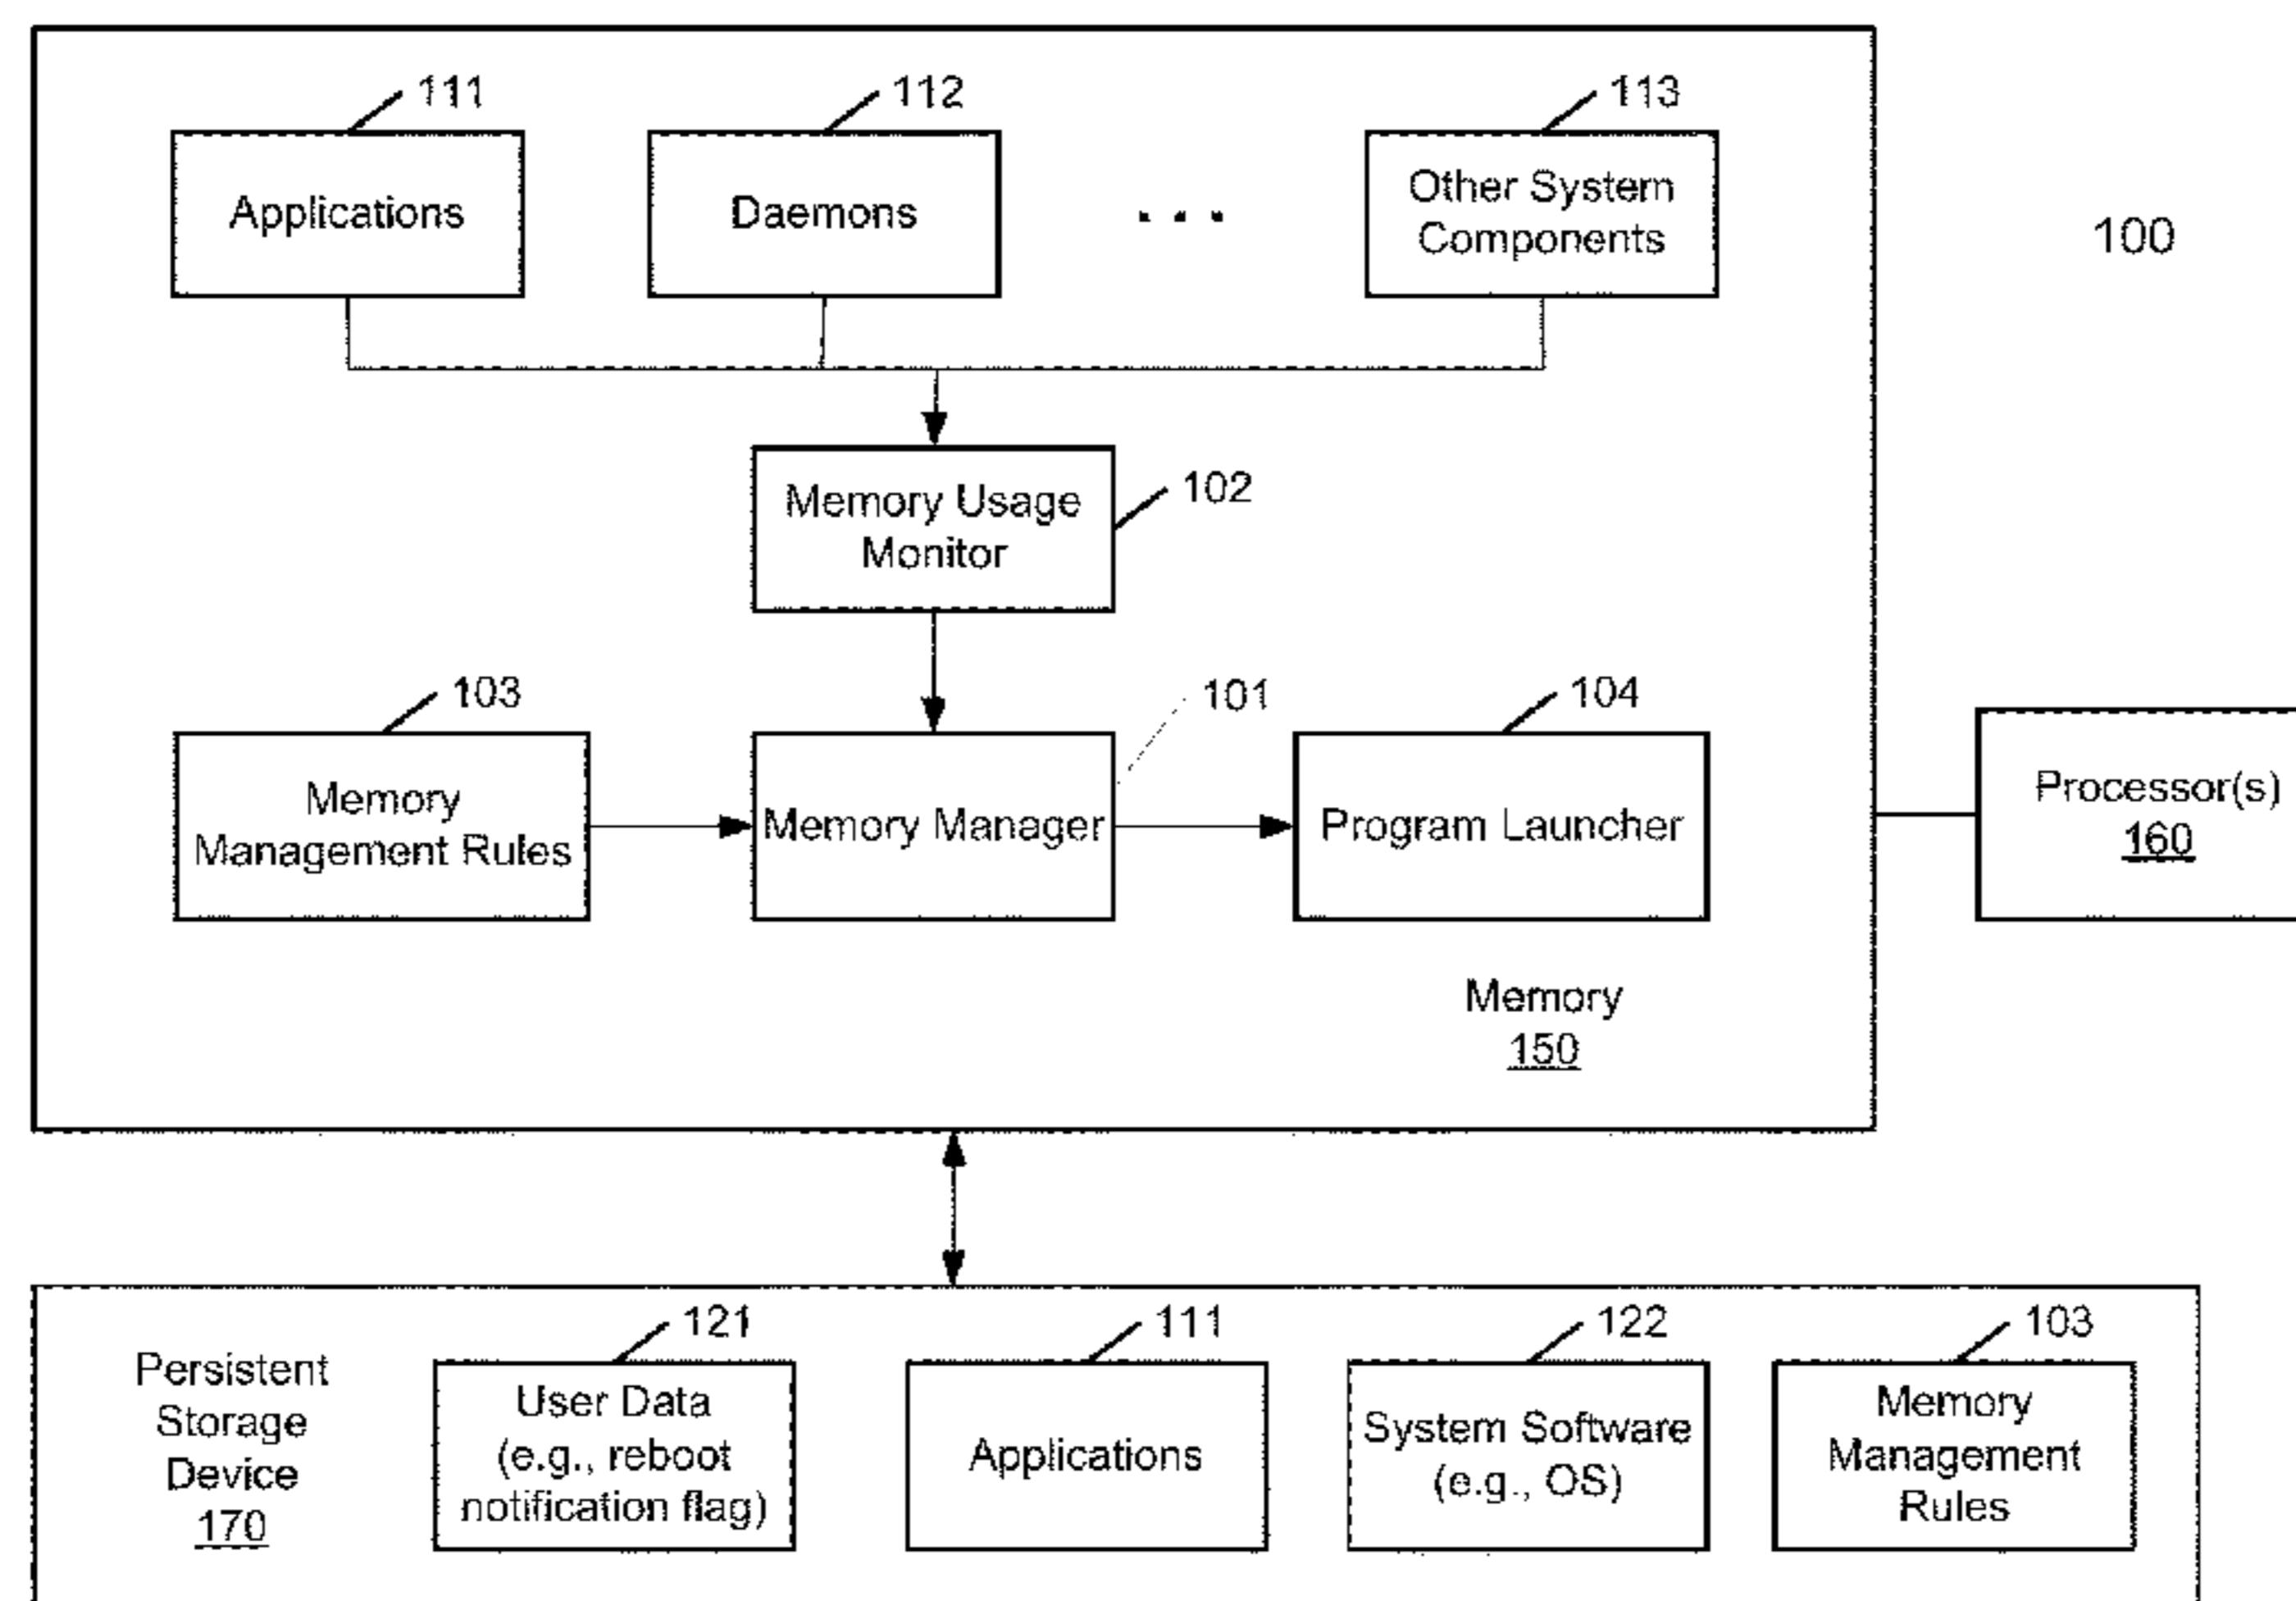 111
112
113
Applications
Daemons
...
Other System
Components
100
Memory Usage
Monitor
102
103
101
104
Memory
Management Rules
Memory Manager
Program Launcher
Processor(s)
160
Memory
150
121
111
122
103
Persistent
Storage
Device
170
User Data
(e.g., reboot
notification flag)
Applications
System Software
(e.g., OS)
Memory
Management
Rules